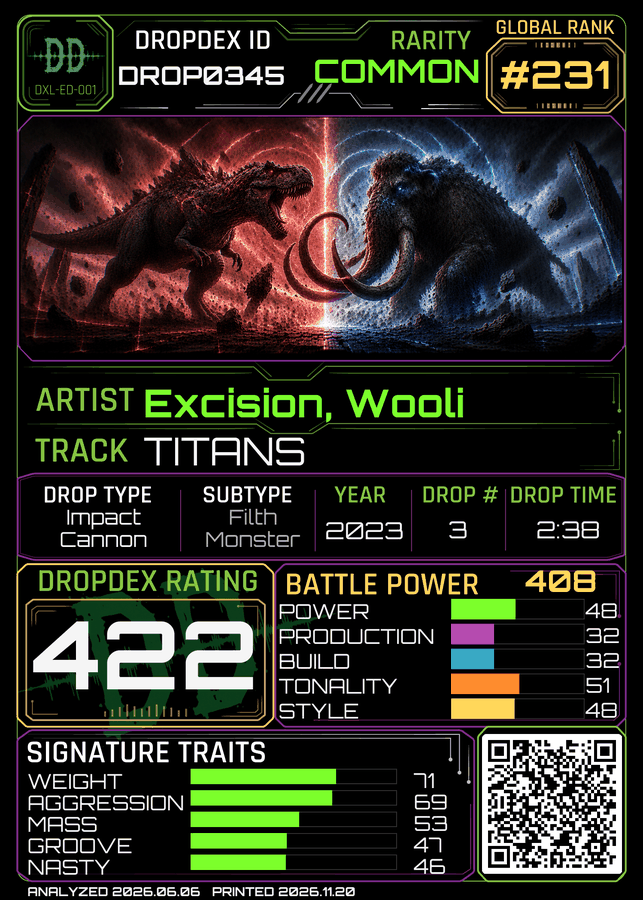 DD
DXL-ED-001
DROPDEX ID
DROP0345
RARITY
COMMON
GLOBAL RANK
#231
ARTIST Excision, Wooli
TRACK TITANS
DROP TYPE
Impact
Cannon
SUBTYPE
Filth
Monster
YEAR
2023
DROP #
3
DROP TIME
2:38
DROPDEX RATING
422
BATTLE POWER 408
POWER 48
PRODUCTION 32
BUILD 32
TONALITY 51
STYLE 48
SIGNATURE TRAITS
WEIGHT 71
AGGRESSION 69
MASS 53
GROOVE 47
NASTY 46
ANALYZED 2026.06.06 PRINTED 2026.11.20